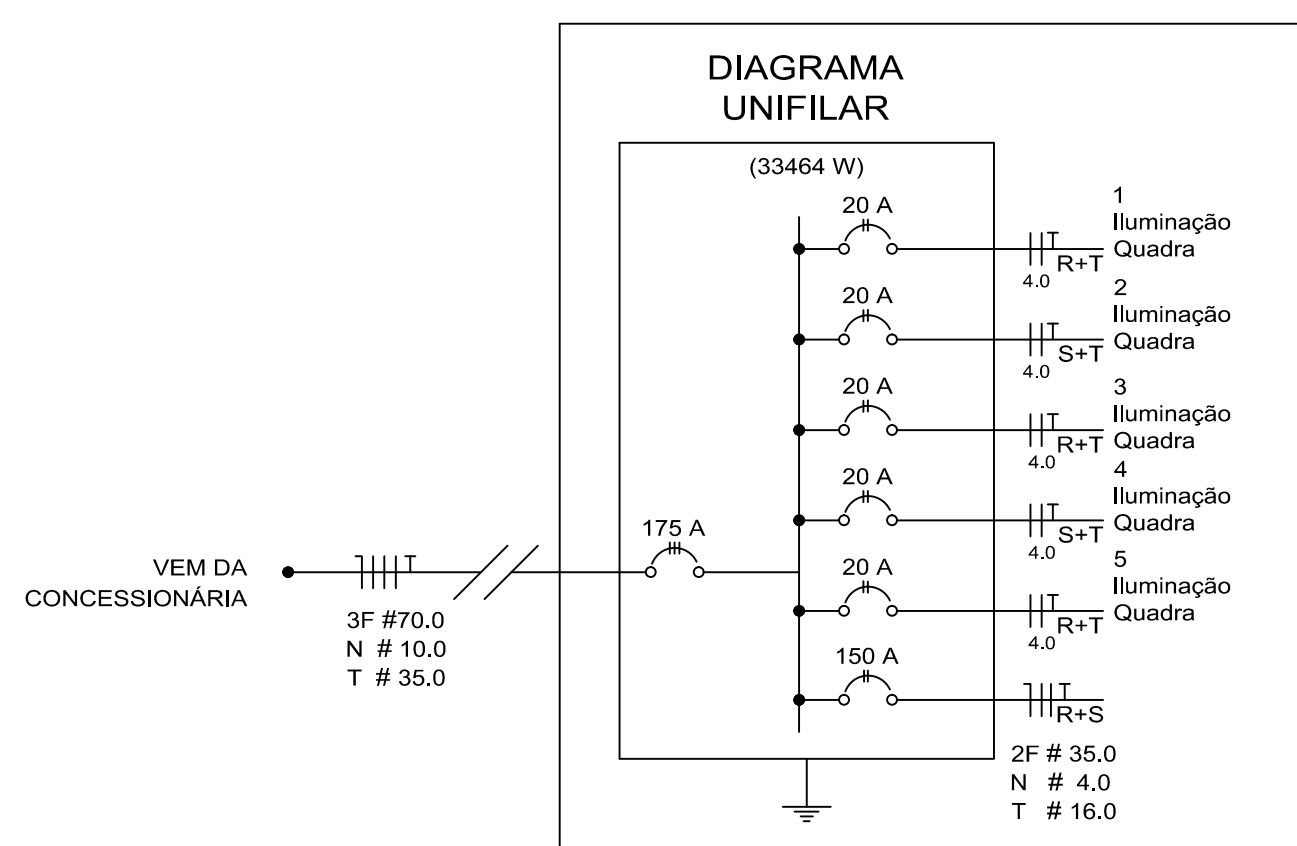 DIAGRAMA
UNIFILAR
(33464 W)
20 A
1
Iluminação
Quadra
T
R+T
4.0
20 A
2
Iluminação
Quadra
T
S+T
4.0
20 A
3
Iluminação
Quadra
T
R+T
4.0
20 A
4
Iluminação
Quadra
T
S+T
4.0
175 A
20 A
5
Iluminação
Quadra
T
R+T
4.0
VEM DA
CONCESSIONÁRIA
T
3F #70.0
N # 10.0
T # 35.0
150 A
T
R+S
2F # 35.0
N # 4.0
T # 16.0